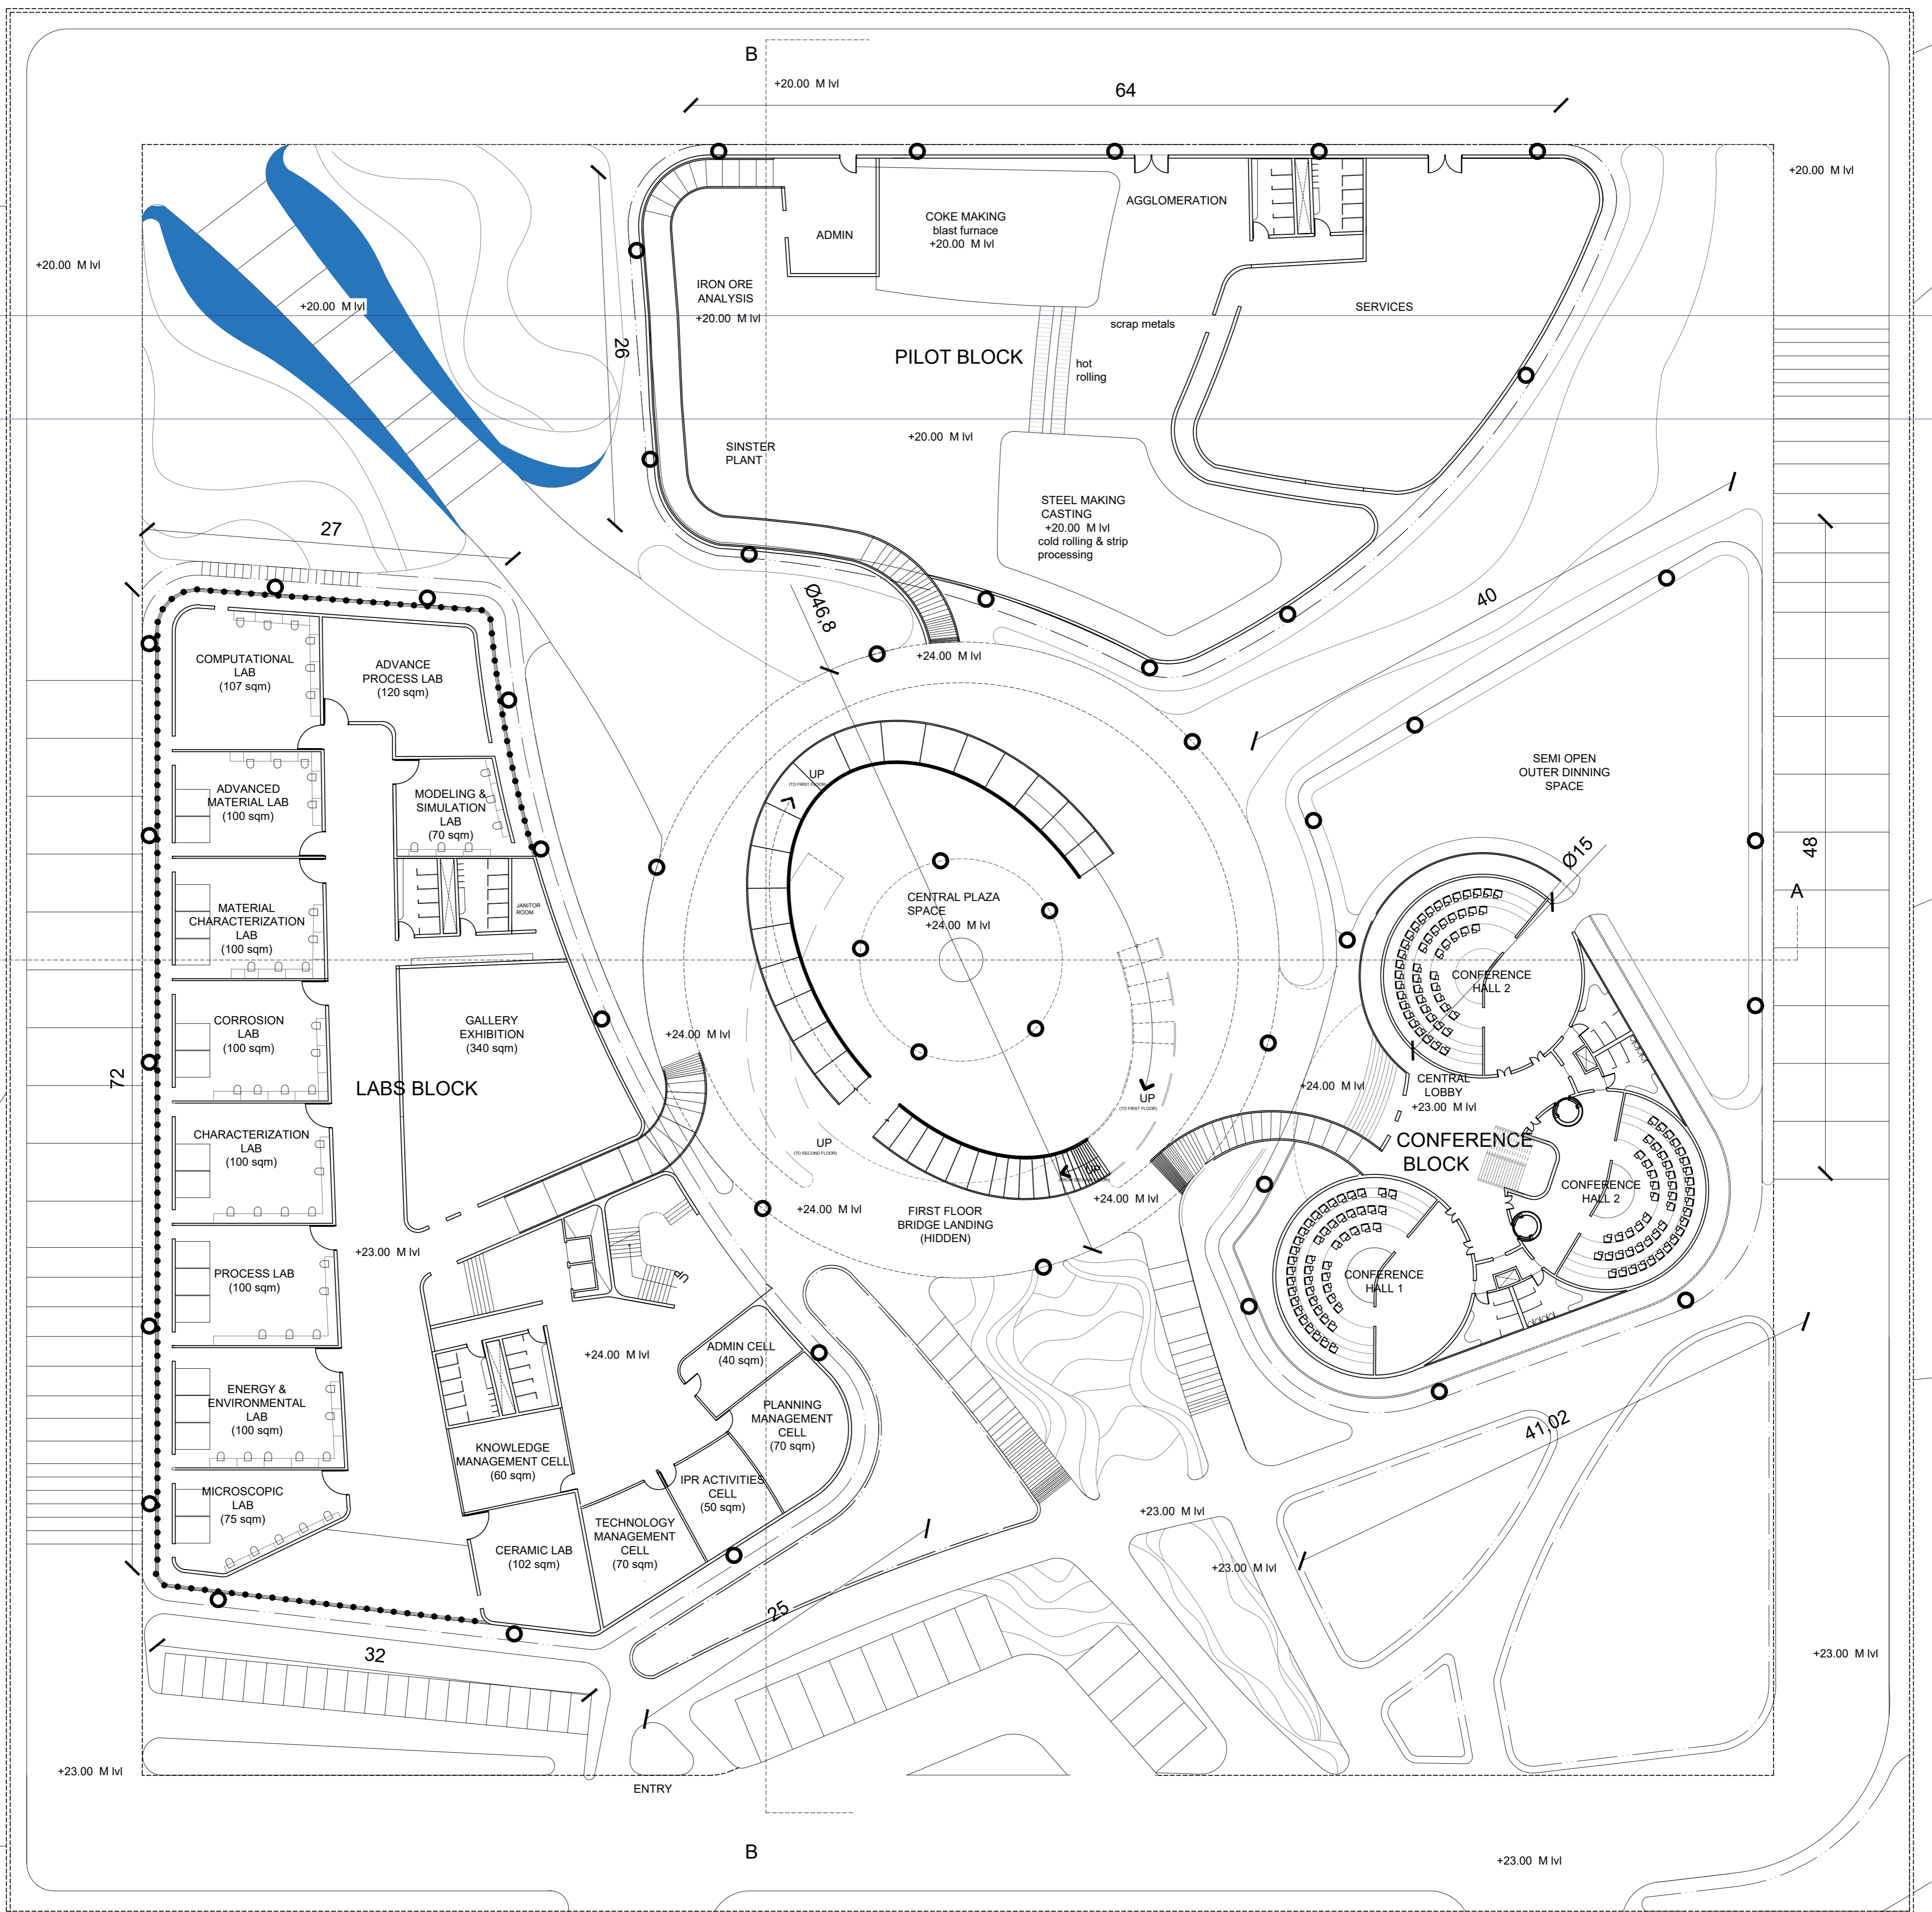 B
+20.00 M lvl
64
+20.00 M lvl
+20.00 M lvl
+20.00 M lvl
26
ADMIN
COKE MAKING
blast furnace
+20.00 M lvl
AGGLOMERATION
IRON ORE
ANALYSIS
+20.00 M lvl
SERVICES
scrap metals
PILOT BLOCK
hot
rolling
+20.00 M lvl
SINSTER
PLANT
STEEL MAKING
CASTING
+20.00 M lvl
cold rolling & strip
processing
27
Ø46,8
40
+24.00 M lvl
COMPUTATIONAL
LAB
(107 sqm)
ADVANCE
PROCESS LAB
(120 sqm)
ADVANCED
MATERIAL LAB
(100 sqm)
MODELING &
SIMULATION
LAB
(70 sqm)
UP
(TO FIRST FLOOR)
SEMI OPEN
OUTER DINNING
SPACE
Ø15
48
A
MATERIAL
CHARACTERIZATION
LAB
(100 sqm)
JANITOR
ROOM
CENTRAL PLAZA
SPACE
+24.00 M lvl
CONFERENCE
HALL 2
CORROSION
LAB
(100 sqm)
GALLERY
EXHIBITION
(340 sqm)
+24.00 M lvl
72
LABS BLOCK
UP
(TO FIRST FLOOR)
+24.00 M lvl
CENTRAL
LOBBY
+23.00 M lvl
CONFERENCE
BLOCK
CHARACTERIZATION
LAB
(100 sqm)
UP
(TO SECOND FLOOR)
UP
+24.00 M lvl
CONFERENCE
HALL 2
+24.00 M lvl
FIRST FLOOR
BRIDGE LANDING
(HIDDEN)
+23.00 M lvl
PROCESS LAB
(100 sqm)
UP
CONFERENCE
HALL 1
+24.00 M lvl
ADMIN CELL
(40 sqm)
ENERGY &
ENVIRONMENTAL
LAB
(100 sqm)
PLANNING
MANAGEMENT
CELL
(70 sqm)
41,02
KNOWLEDGE
MANAGEMENT CELL
(60 sqm)
IPR ACTIVITIES
CELL
(50 sqm)
MICROSCOPIC
LAB
(75 sqm)
TECHNOLOGY
MANAGEMENT
CELL
(70 sqm)
CERAMIC LAB
(102 sqm)
+23.00 M lvl
+23.00 M lvl
25
32
+23.00 M lvl
+23.00 M lvl
ENTRY
B
+23.00 M lvl